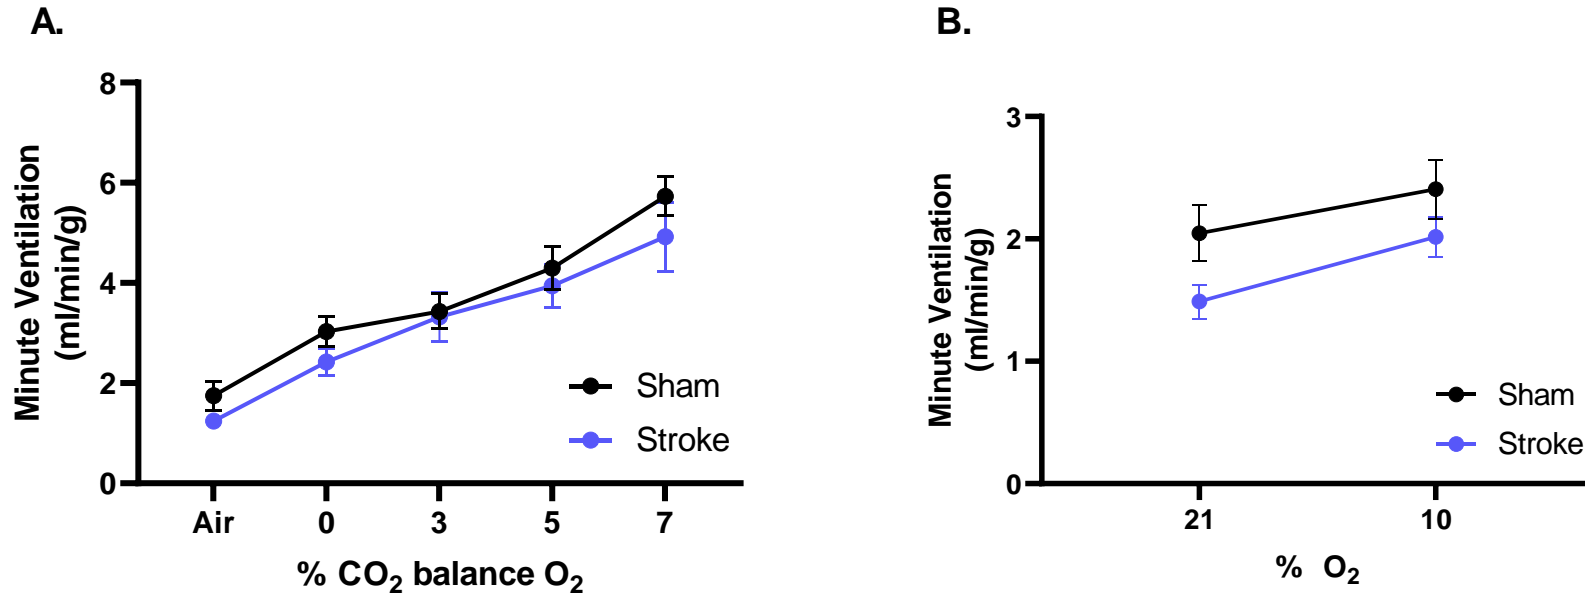 A.
Minute Ventilation
(ml/min/g)
8
6
4
2
0
Air 0 3 5 7
% CO₂ balance O₂
Sham
Stroke
B.
Minute Ventilation
(ml/min/g)
3
2
1
0
21 10
% O₂
Sham
Stroke